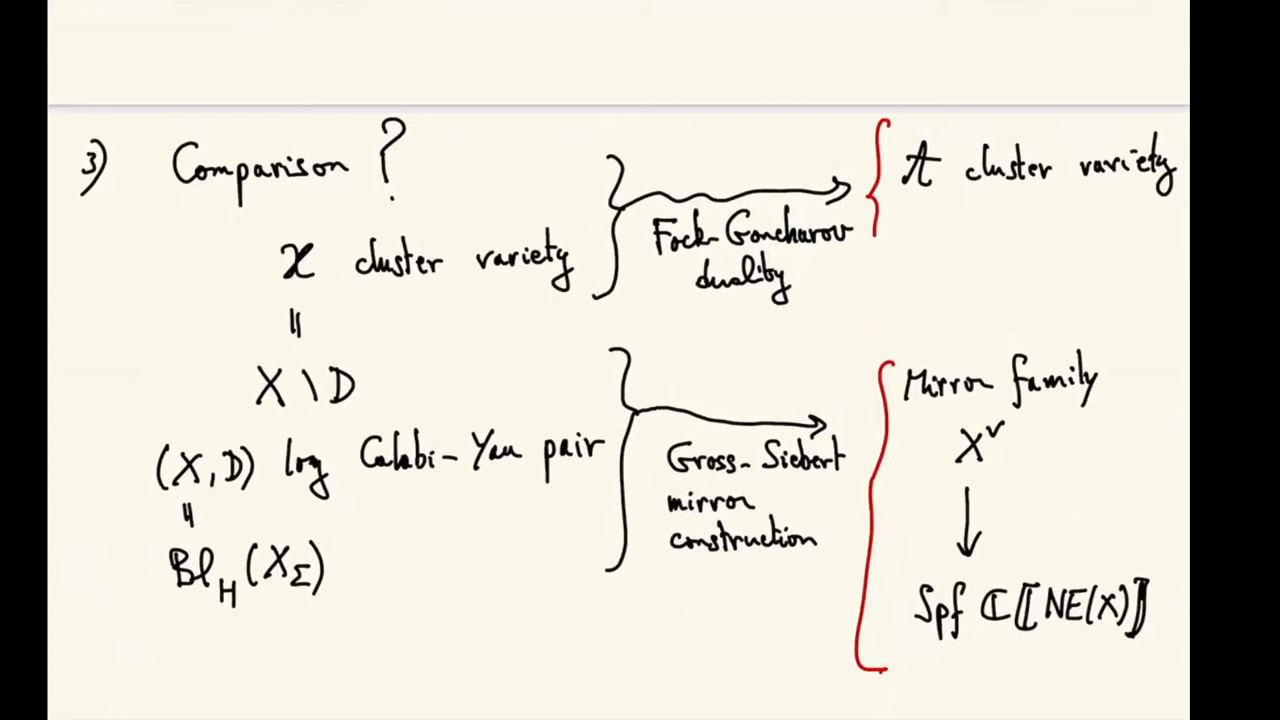 3) Comparison ?
𝒳 cluster variety
=
X \ D
(X, D) log Calabi-Yau pair
=
Bl_H (X_Σ)
Fock-Goncharov
duality
𝒜 cluster variety
Gross-Siebert
mirror
construction
Mirror family
X^∨
↓
Spf ℂ⟦NE(X)⟧